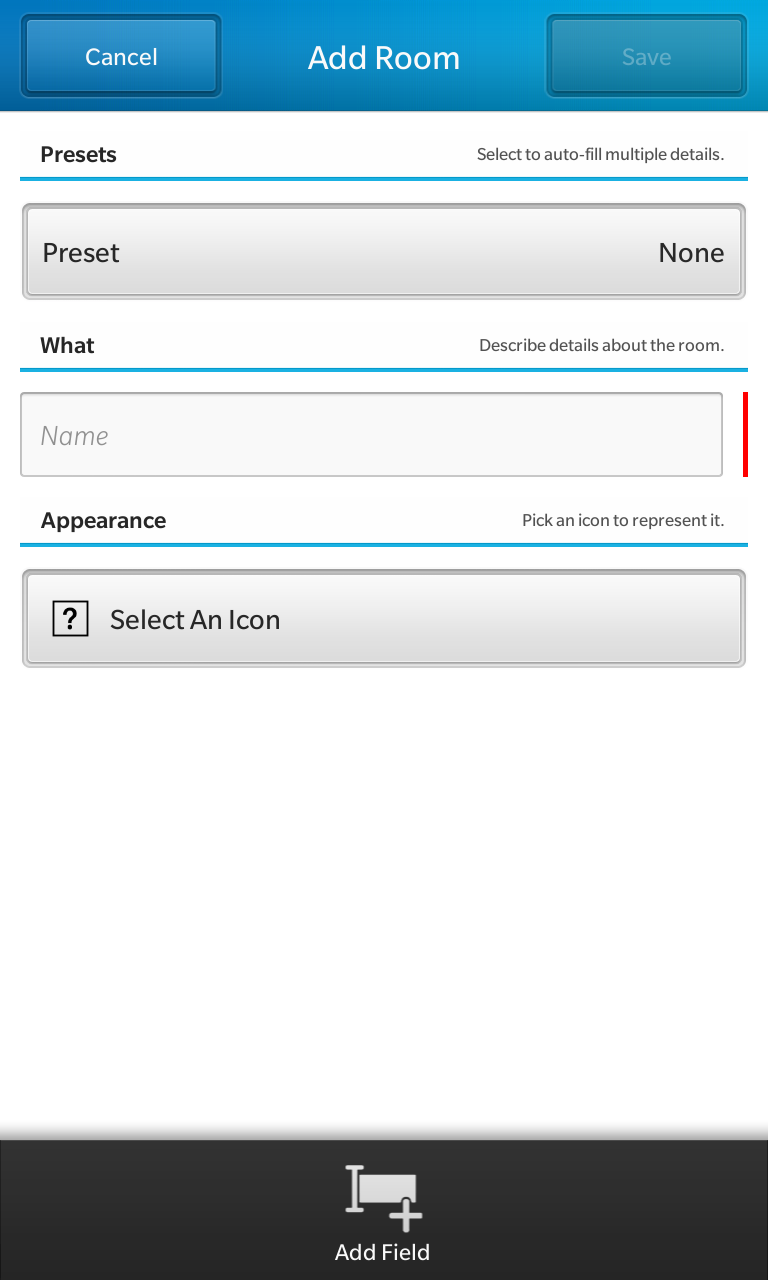 Cancel Add Room Save
Presets Select to auto-fill multiple details.
Preset None
What Describe details about the room.
Name
Appearance Pick an icon to represent it.
? Select An Icon
Add Field